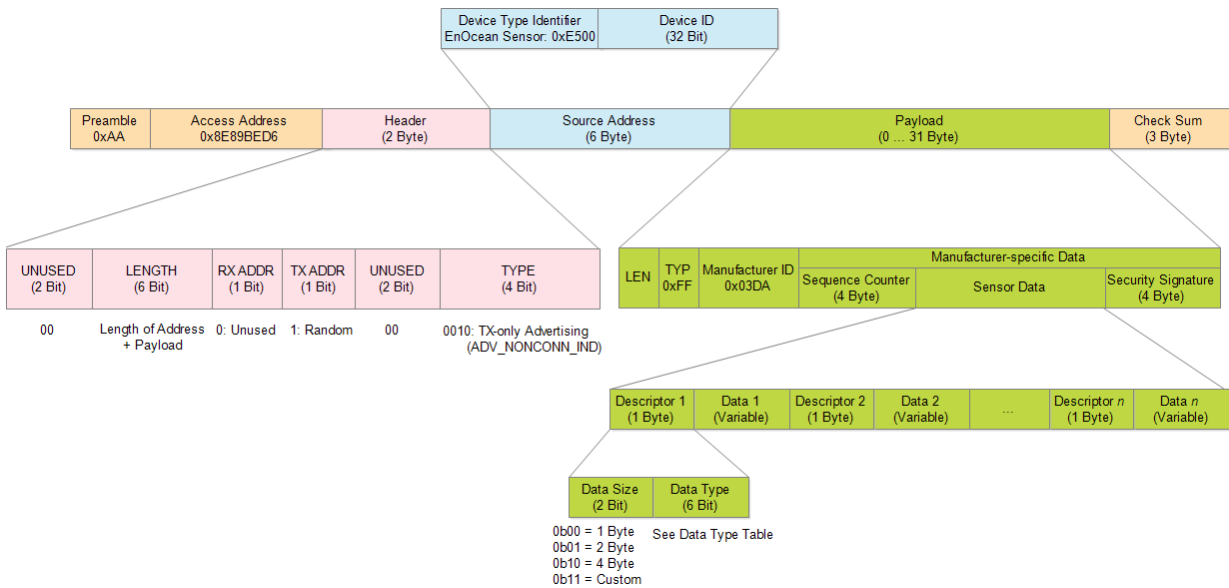 Device Type Identifier
EnOcean Sensor: 0xE500
Device ID
(32 Bit)
Preamble
0xAA
Access Address
0x8E89BED6
Header
(2 Byte)
Source Address
(6 Byte)
Payload
(0 ... 31 Byte)
Check Sum
(3 Byte)
UNUSED
(2 Bit)
LENGTH
(6 Bit)
RX ADDR
(1 Bit)
TX ADDR
(1 Bit)
UNUSED
(2 Bit)
TYPE
(4 Bit)
00
Length of Address
+ Payload
0: Unused
1: Random
00
0010: TX-only Advertising
(ADV_NONCONN_IND)
LEN
TYP
0xFF
Manufacturer ID
0x03DA
Manufacturer-specific Data
Sequence Counter
(4 Byte)
Sensor Data
Security Signature
(4 Byte)
Descriptor 1
(1 Byte)
Data 1
(Variable)
Descriptor 2
(1 Byte)
Data 2
(Variable)
...
Descriptor n
(1 Byte)
Data n
(Variable)
Data Size
(2 Bit)
Data Type
(6 Bit)
0b00 = 1 Byte
0b01 = 2 Byte
0b10 = 4 Byte
0b11 = Custom
See Data Type Table